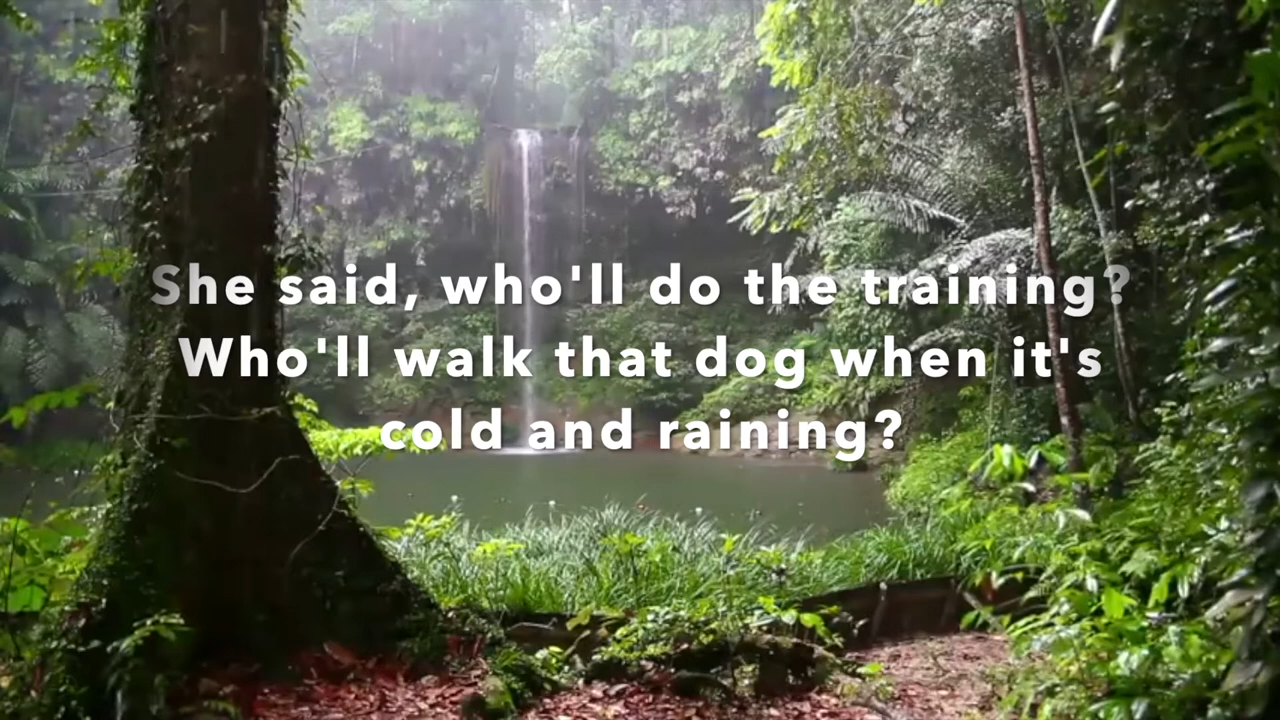 She said, who'll do the training?
Who'll walk that dog when it's
cold and raining?